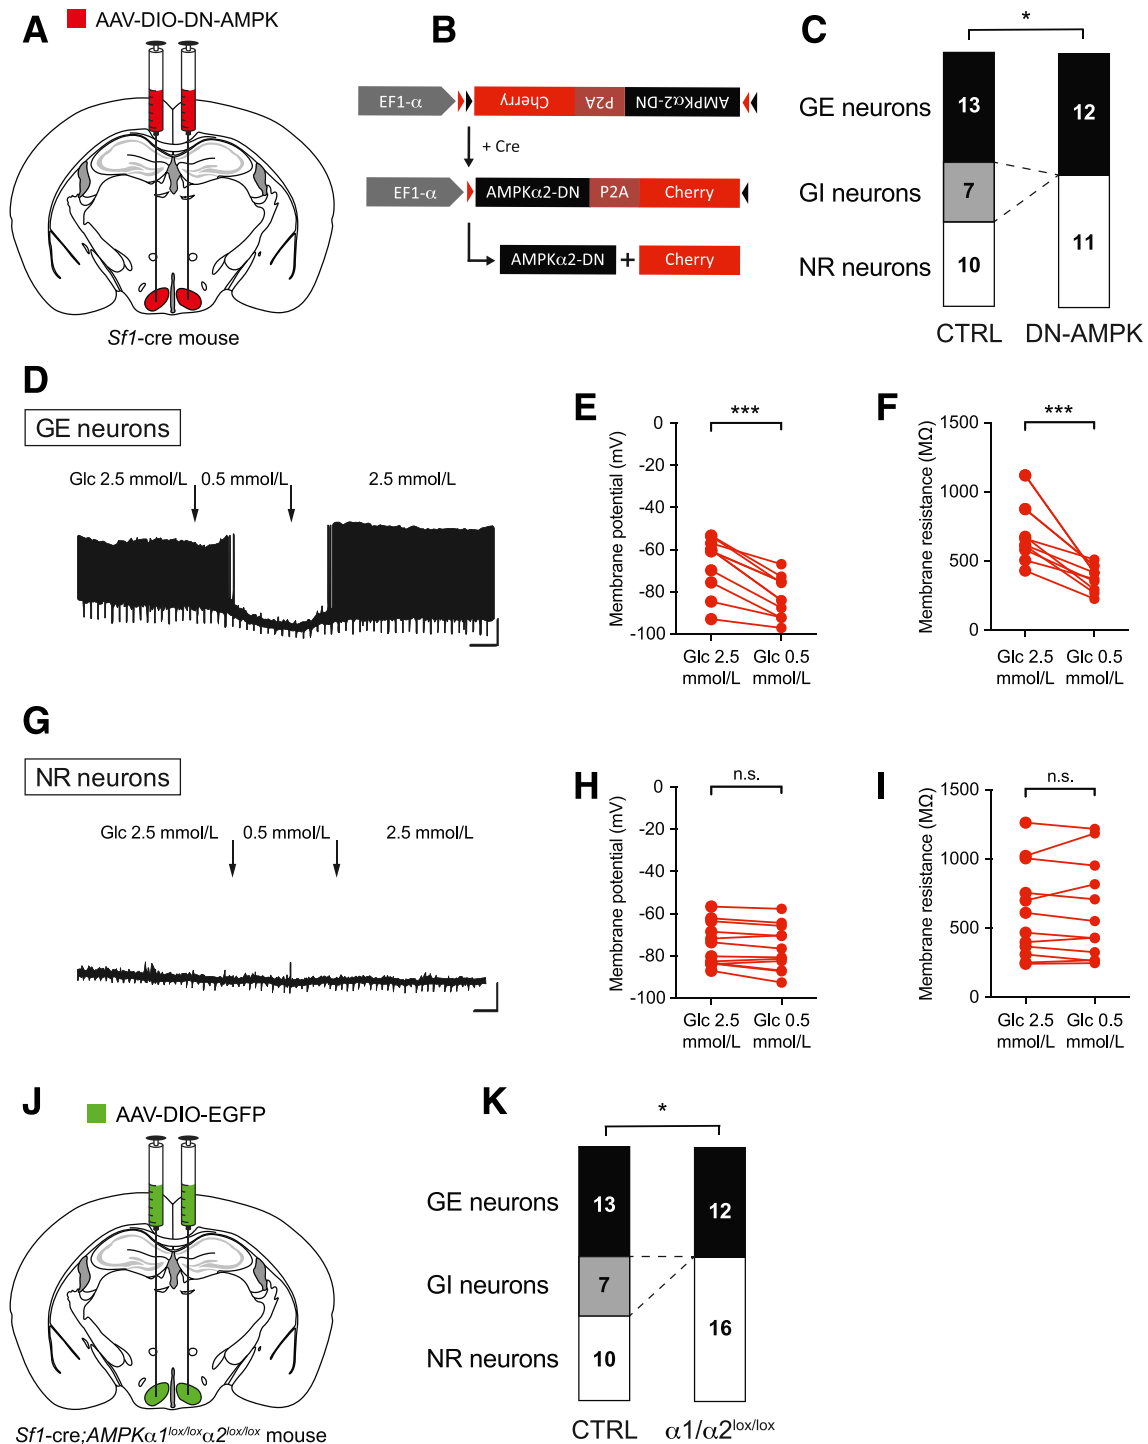 A
AAV-DIO-DN-AMPK
Sf1-cre mouse
B
EF1-α
Cherry
P2A
AMPKα2-DN
+ Cre
EF1-α
AMPKα2-DN
P2A
Cherry
AMPKα2-DN
+
Cherry
C
*
GE neurons
13
12
GI neurons
7
NR neurons
10
11
CTRL
DN-AMPK
D
GE neurons
Glc 2.5 mmol/L
0.5 mmol/L
2.5 mmol/L
E
***
Membrane potential (mV)
0
-20
-40
-60
-80
-100
Glc 2.5 mmol/L
Glc 0.5 mmol/L
F
***
Membrane resistance (MΩ)
1500
1000
500
0
Glc 2.5 mmol/L
Glc 0.5 mmol/L
G
NR neurons
Glc 2.5 mmol/L
0.5 mmol/L
2.5 mmol/L
H
n.s.
Membrane potential (mV)
0
-20
-40
-60
-80
-100
Glc 2.5 mmol/L
Glc 0.5 mmol/L
I
n.s.
Membrane resistance (MΩ)
1500
1000
500
0
Glc 2.5 mmol/L
Glc 0.5 mmol/L
J
AAV-DIO-EGFP
Sf1-cre;AMPKα1lox/loxα2lox/lox mouse
K
*
GE neurons
13
12
GI neurons
7
NR neurons
10
16
CTRL
α1/α2lox/lox